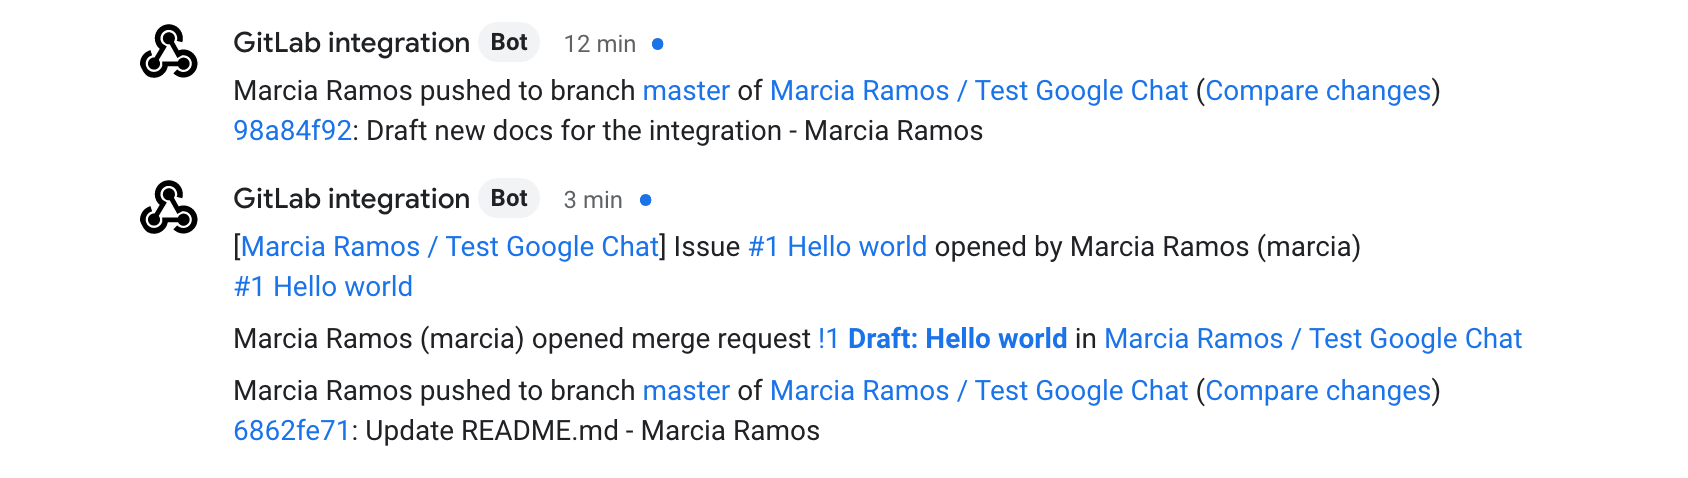 GitLab integration Bot 12 min
Marcia Ramos pushed to branch master of Marcia Ramos / Test Google Chat (Compare changes)
98a84f92: Draft new docs for the integration - Marcia Ramos
GitLab integration Bot 3 min
[Marcia Ramos / Test Google Chat] Issue #1 Hello world opened by Marcia Ramos (marcia)
#1 Hello world
Marcia Ramos (marcia) opened merge request !1 Draft: Hello world in Marcia Ramos / Test Google Chat
Marcia Ramos pushed to branch master of Marcia Ramos / Test Google Chat (Compare changes)
6862fe71: Update README.md - Marcia Ramos